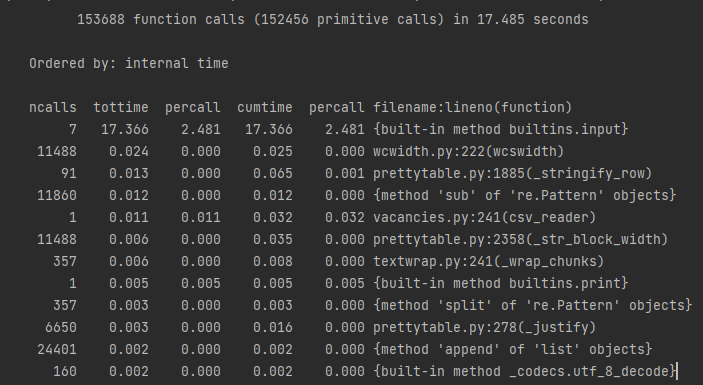 153688 function calls (152456 primitive calls) in 17.485 seconds
Ordered by: internal time
ncalls tottime percall cumtime percall filename:lineno(function)
7 17.366 2.481 17.366 2.481 {built-in method builtins.input}
11488 0.024 0.000 0.025 0.000 wcwidth.py:222(wcswidth)
91 0.013 0.000 0.065 0.001 prettytable.py:1885(_stringify_row)
11860 0.012 0.000 0.012 0.000 {method 'sub' of 're.Pattern' objects}
1 0.011 0.011 0.032 0.032 vacancies.py:241(csv_reader)
11488 0.006 0.000 0.035 0.000 prettytable.py:2358(_str_block_width)
357 0.006 0.000 0.008 0.000 textwrap.py:241(_wrap_chunks)
1 0.005 0.005 0.005 0.005 {built-in method builtins.print}
357 0.003 0.000 0.003 0.000 {method 'split' of 're.Pattern' objects}
6650 0.003 0.000 0.016 0.000 prettytable.py:278(_justify)
24401 0.002 0.000 0.002 0.000 {method 'append' of 'list' objects}
160 0.002 0.000 0.002 0.000 {built-in method _codecs.utf_8_decode}